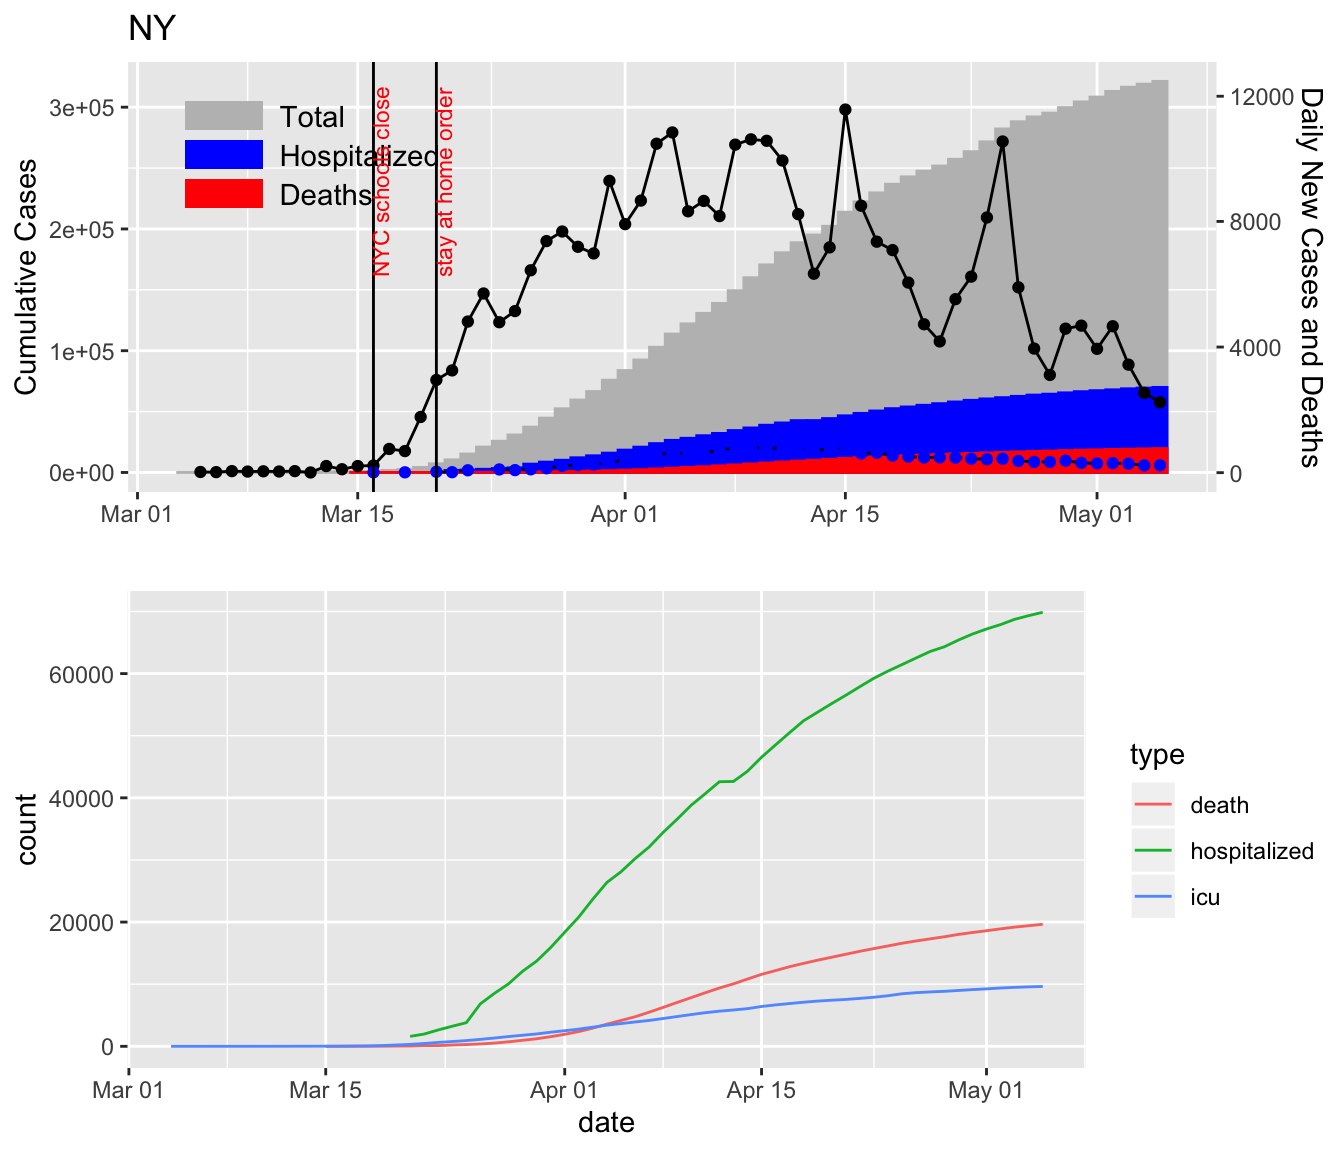 NY
3e+05
2e+05
1e+05
0e+00
Cumulative Cases
Total
Hospitalized
Deaths
NYC schools close
stay at home order
12000
8000
4000
0
Daily New Cases and Deaths
Mar 01
Mar 15
Apr 01
Apr 15
May 01
60000
40000
20000
0
count
Mar 01
Mar 15
Apr 01
Apr 15
May 01
date
type
death
hospitalized
icu